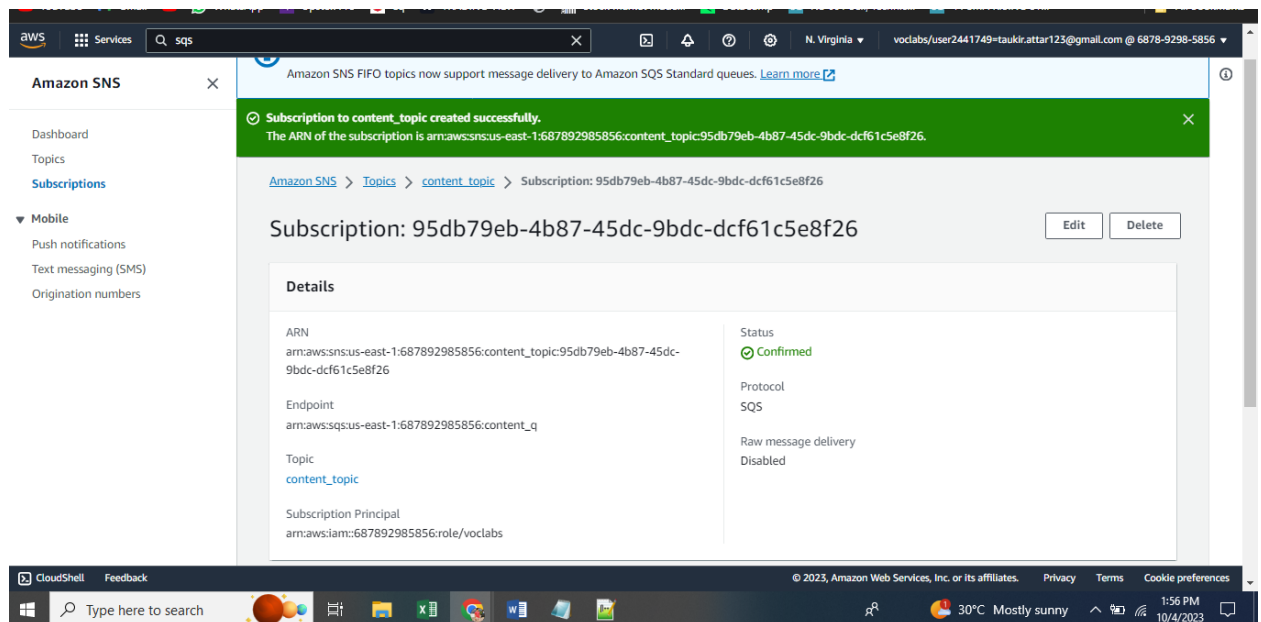 aws
Services
sqs
N. Virginia
voclabs/user2441749=taukir.attar123@gmail.com @ 6878-9298-5856
Amazon SNS
Dashboard
Topics
Subscriptions
Mobile
Push notifications
Text messaging (SMS)
Origination numbers
Amazon SNS FIFO topics now support message delivery to Amazon SQS Standard queues. Learn more
Subscription to content_topic created successfully.
The ARN of the subscription is arn:aws:sns:us-east-1:687892985856:content_topic:95db79eb-4b87-45dc-9bdc-dcf61c5e8f26.
Amazon SNS > Topics > content_topic > Subscription: 95db79eb-4b87-45dc-9bdc-dcf61c5e8f26
Subscription: 95db79eb-4b87-45dc-9bdc-dcf61c5e8f26
Edit
Delete
Details
ARN
arn:aws:sns:us-east-1:687892985856:content_topic:95db79eb-4b87-45dc-
9bdc-dcf61c5e8f26
Endpoint
arn:aws:sqs:us-east-1:687892985856:content_q
Topic
content_topic
Subscription Principal
arn:aws:iam::687892985856:role/voclabs
Status
Confirmed
Protocol
SQS
Raw message delivery
Disabled
CloudShell
Feedback
© 2023, Amazon Web Services, Inc. or its affiliates.
Privacy
Terms
Cookie preferences
Type here to search
30°C Mostly sunny
1:56 PM
10/4/2023